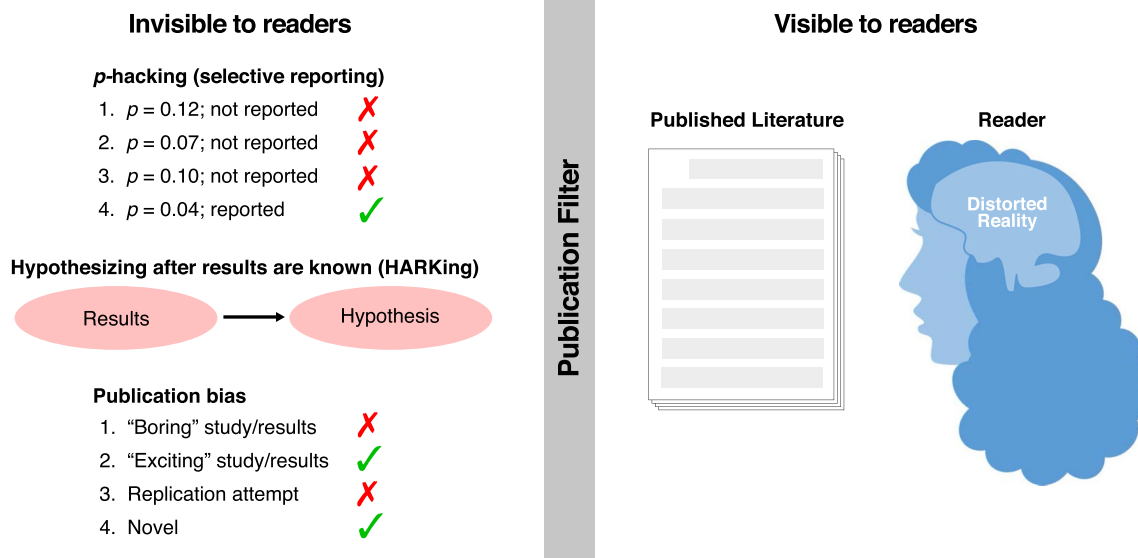 Invisible to readers
p-hacking (selective reporting)
1. p = 0.12; not reported ✗
2. p = 0.07; not reported ✗
3. p = 0.10; not reported ✗
4. p = 0.04; reported ✓
Hypothesizing after results are known (HARKing)
Results
Hypothesis
Publication bias
1. “Boring” study/results ✗
2. “Exciting” study/results ✓
3. Replication attempt ✗
4. Novel ✓
Publication Filter
Visible to readers
Published Literature
Reader
Distorted
Reality